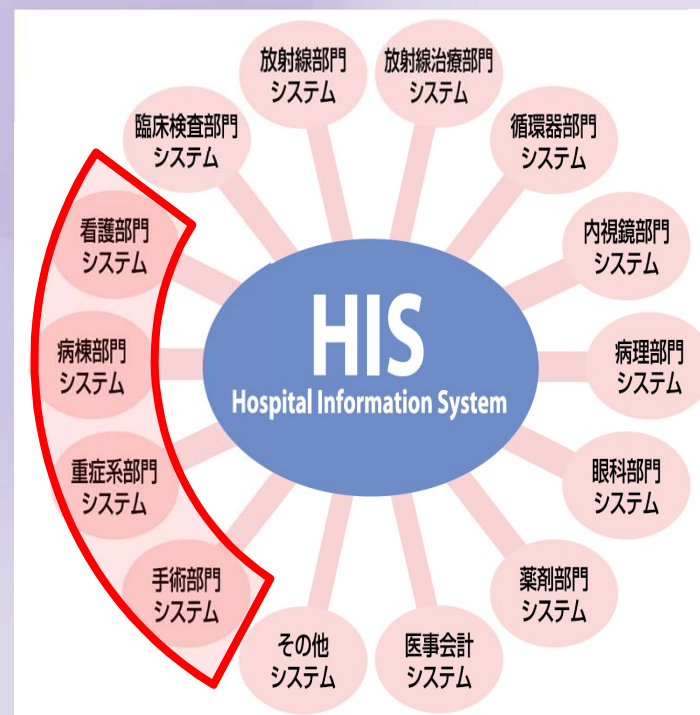 放射線部門
システム
放射線治療部門
システム
臨床検査部門
システム
循環器部門
システム
看護部門
システム
内視鏡部門
システム
HIS
Hospital Information System
病棟部門
システム
病理部門
システム
重症系部門
システム
眼科部門
システム
手術部門
システム
薬剤部門
システム
その他
システム
医事会計
システム